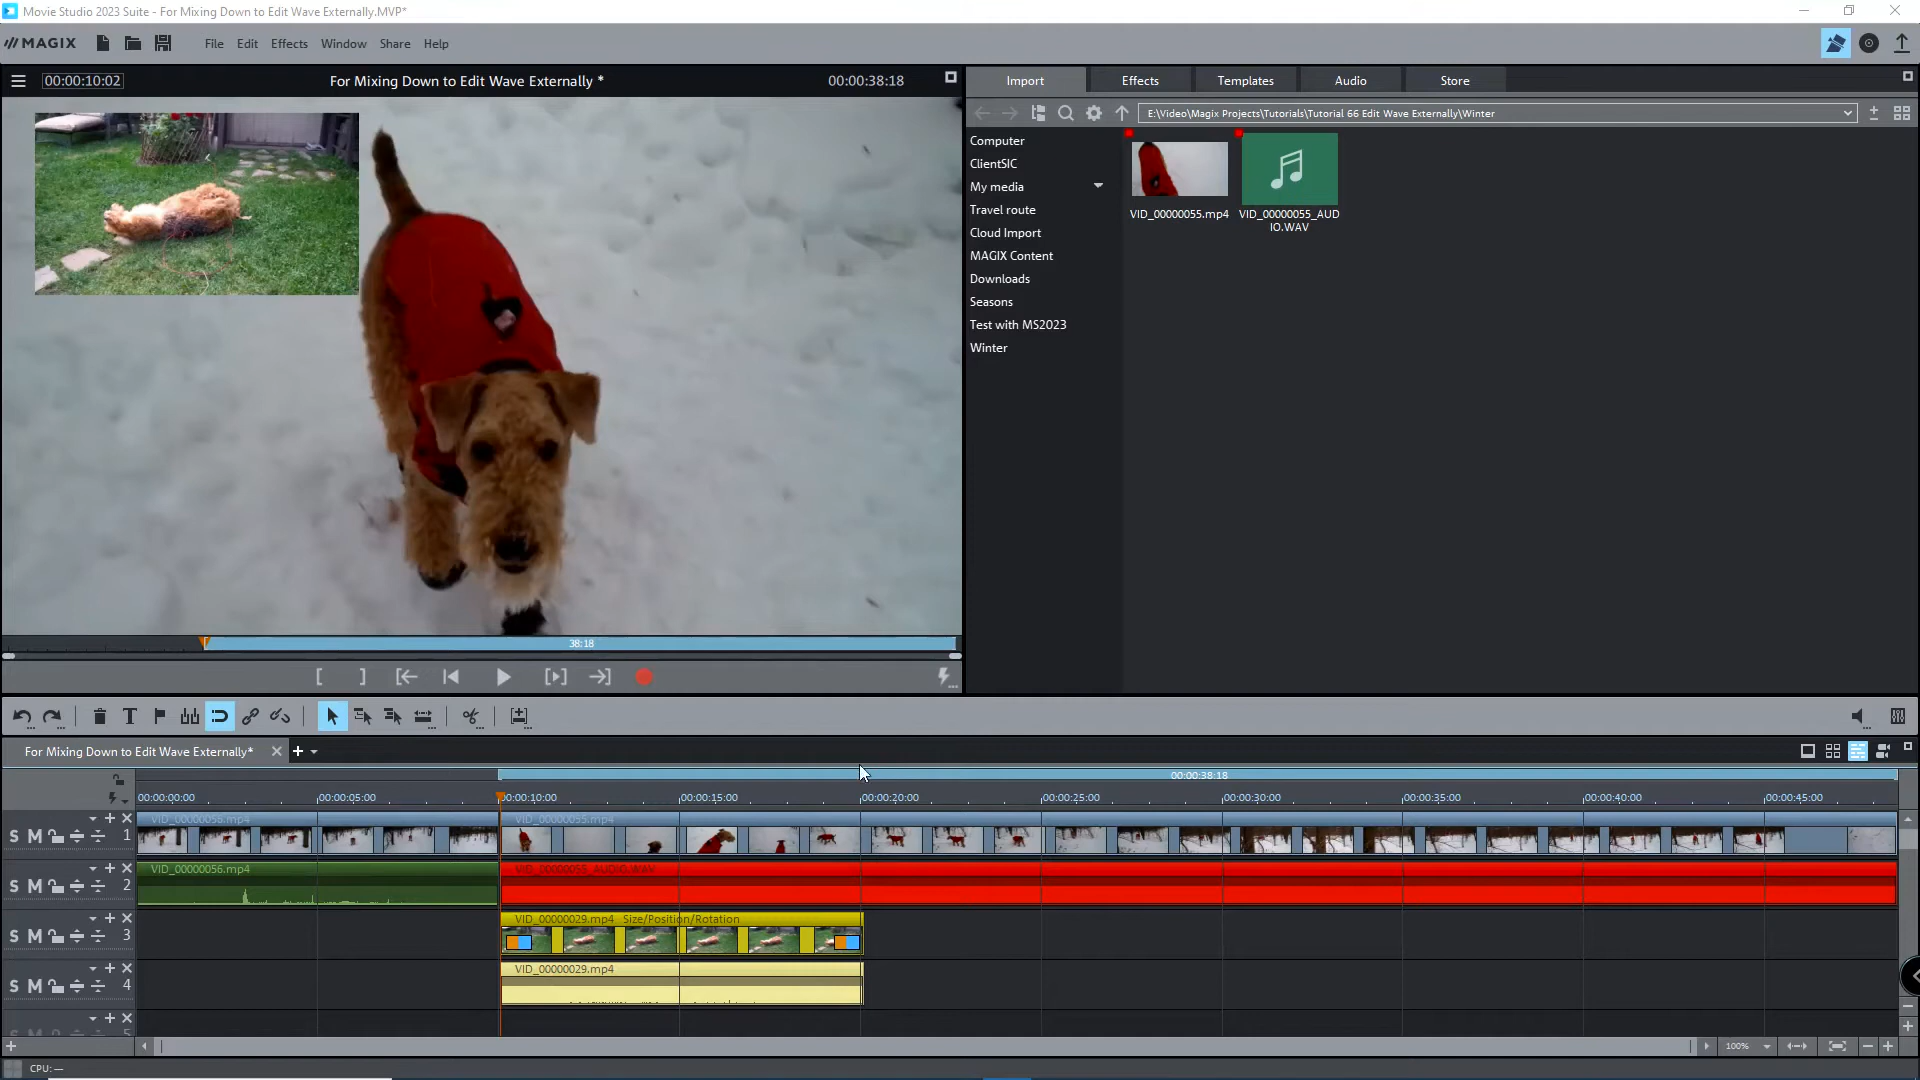 Movie Studio 2023 Suite - For Mixing Down to Edit Wave Externally.MVP*
MAGIX
File Edit Effects Window Share Help
00:00:10:02 For Mixing Down to Edit Wave Externally * 00:00:38:18
Import Effects Templates Audio Store
E:\Video\Magix Projects\Tutorials\Tutorial 66 Edit Wave Externally\Winter
Computer
ClientSIC
My media
Travel route
Cloud Import
MAGIX Content
Downloads
Seasons
Test with MS2023
Winter
VID_00000055.mp4
VID_00000055_AUD
IO.WAV
38:18
For Mixing Down to Edit Wave Externally*
00:00:38:18
00:00:00:00 00:00:05:00 00:00:10:00 00:00:15:00 00:00:20:00 00:00:25:00 00:00:30:00 00:00:35:00 00:00:40:00 00:00:45:00
VID_00000056.mp4 VID_00000055.mp4
S M 1
VID_00000056.mp4 VID_00000055_AUDIO.WAV
S M 2
VID_00000029.mp4 Size/Position/Rotation
S M 3
VID_00000029.mp4
S M 4
S M 5
100%
CPU: —